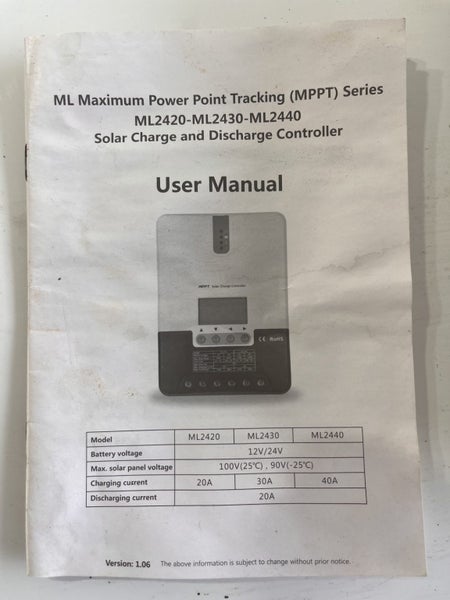 ML Maximum Power Point Tracking (MPPT) Series
ML2420-ML2430-ML2440
Solar Charge and Discharge Controller
User Manual
MPPT Solar Charge Controller
CE RoHS
Model ML2420 ML2430 ML2440
Battery voltage 12V/24V
Max. solar panel voltage 100V(25℃) , 90V(-25℃)
Charging current 20A 30A 40A
Discharging current 20A
Version: 1.06 The above information is subject to change without prior notice.